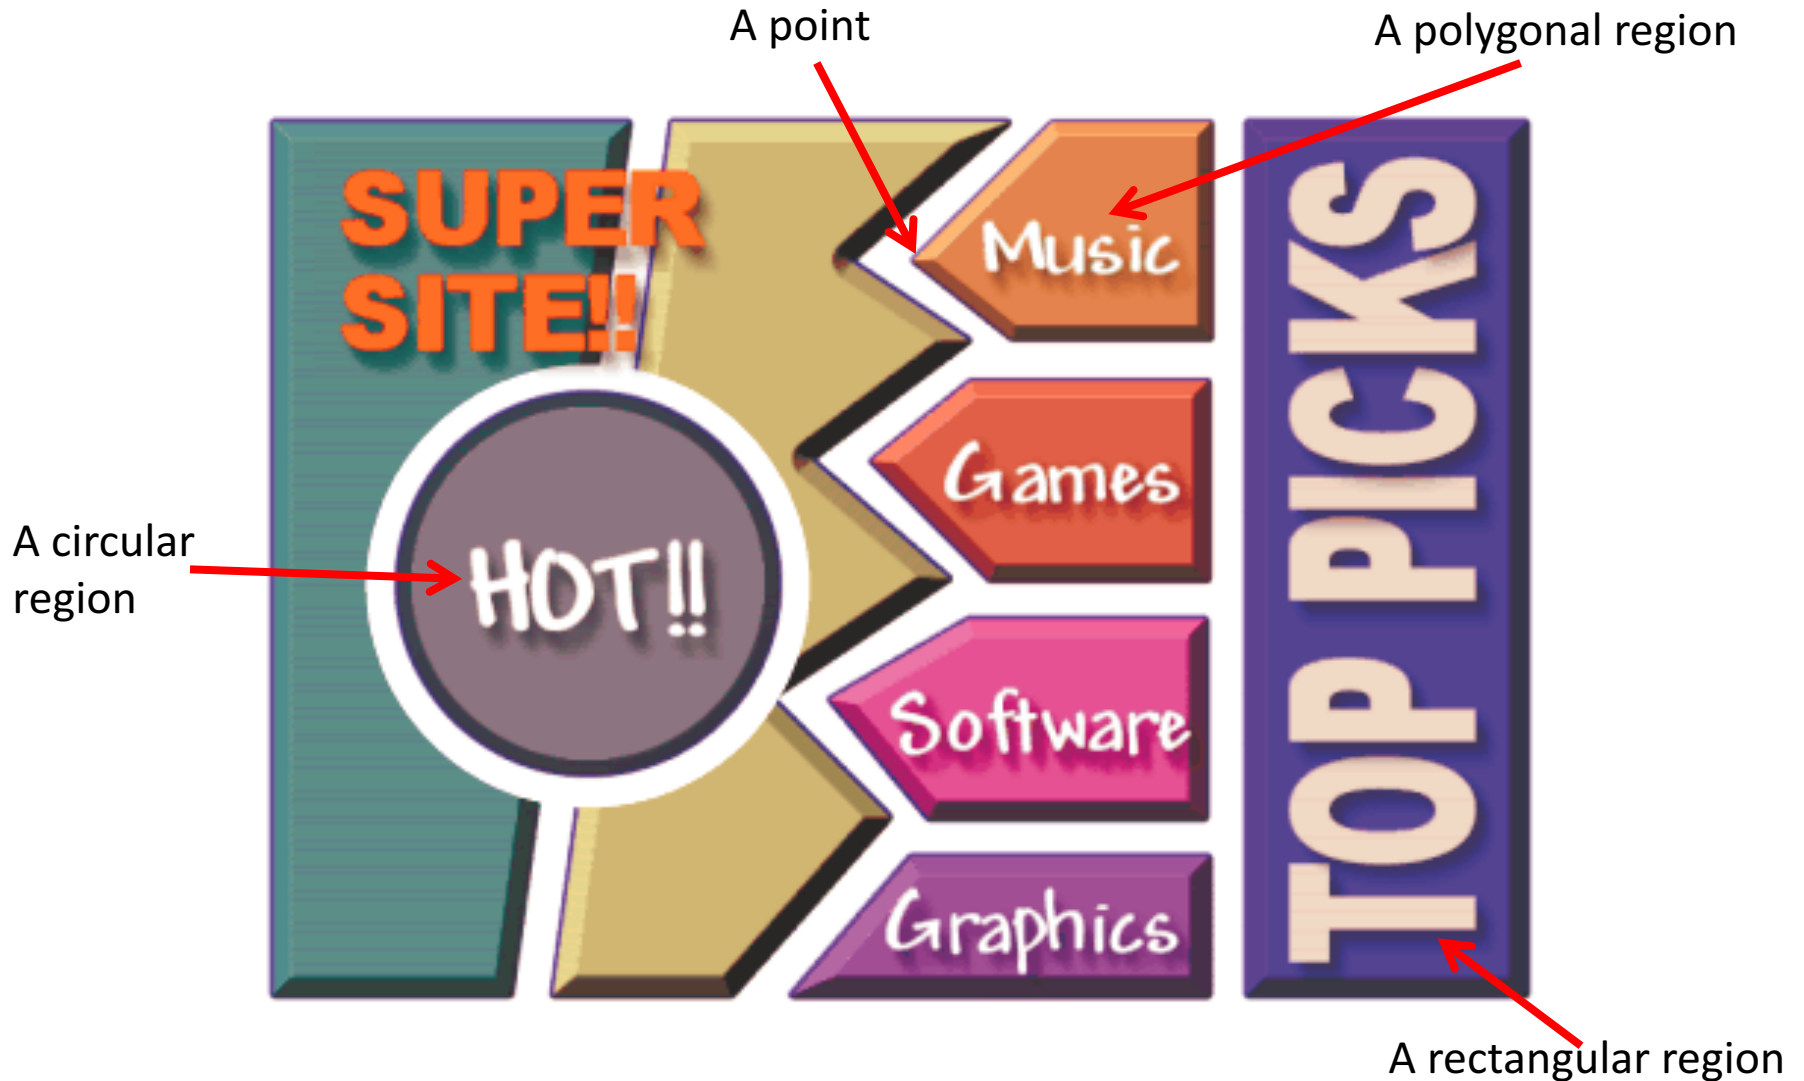 A point
A polygonal region
SUPER
SITE!!
Music
Games
A circular
region
HOT!!
Software
Graphics
TOP PICKS
A rectangular region